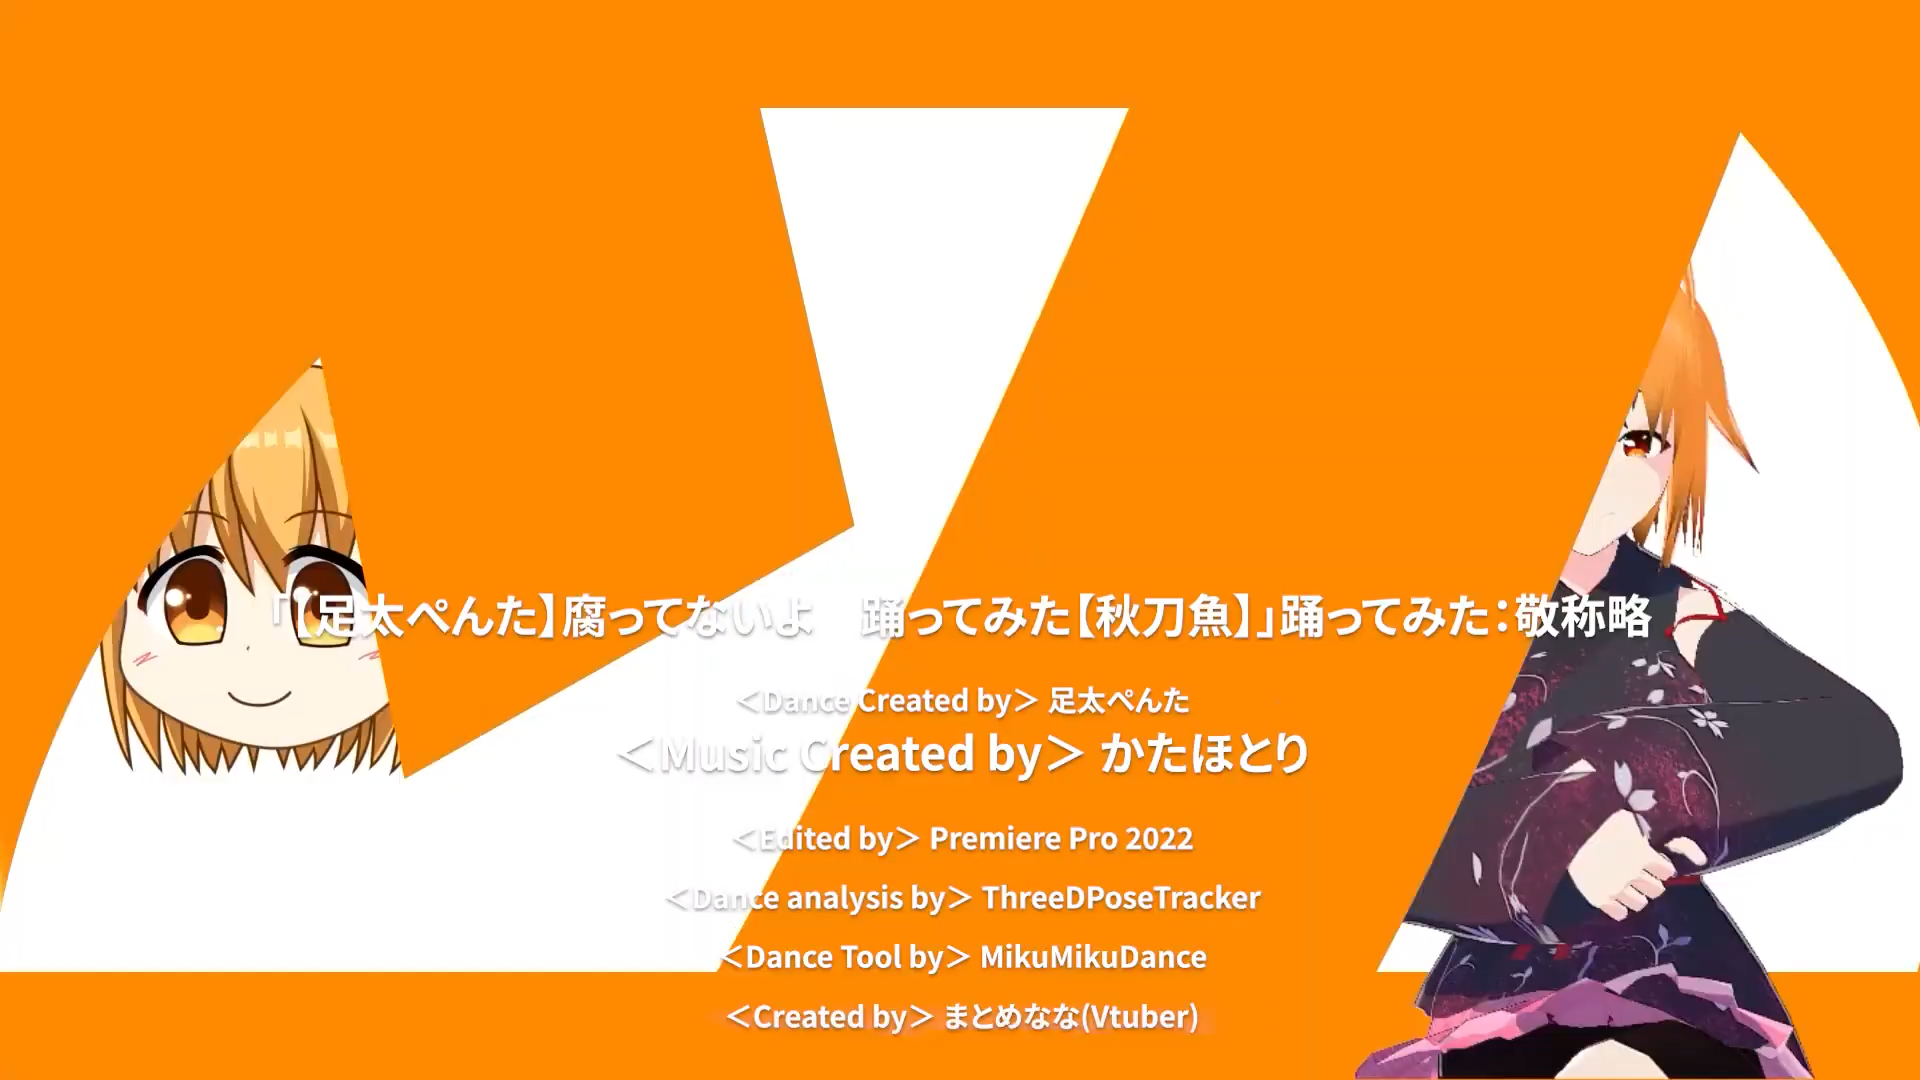 「【足太ぺんた】腐ってないよ　踊ってみた【秋刀魚】」踊ってみた：敬称略
＜Dance Created by＞ 足太ぺんた
＜Music Created by＞ かたほとり
＜Edited by＞ Premiere Pro 2022
＜Dance analysis by＞ ThreeDPoseTracker
＜Dance Tool by＞ MikuMikuDance
＜Created by＞ まとめなな(Vtuber)